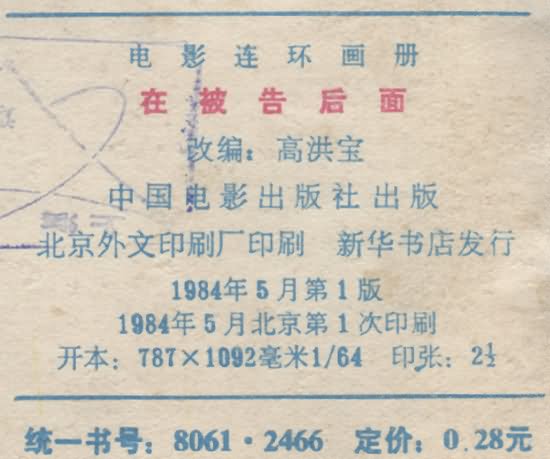 电影连环画册
在被告后面
改编：高洪宝
中国电影出版社出版
北京外文印刷厂印刷　新华书店发行
1984年5月第1版
1984年5月北京第1次印刷
开本：787×1092毫米1/64　印张：2½
统一书号：8061·2466　定价：0.28元